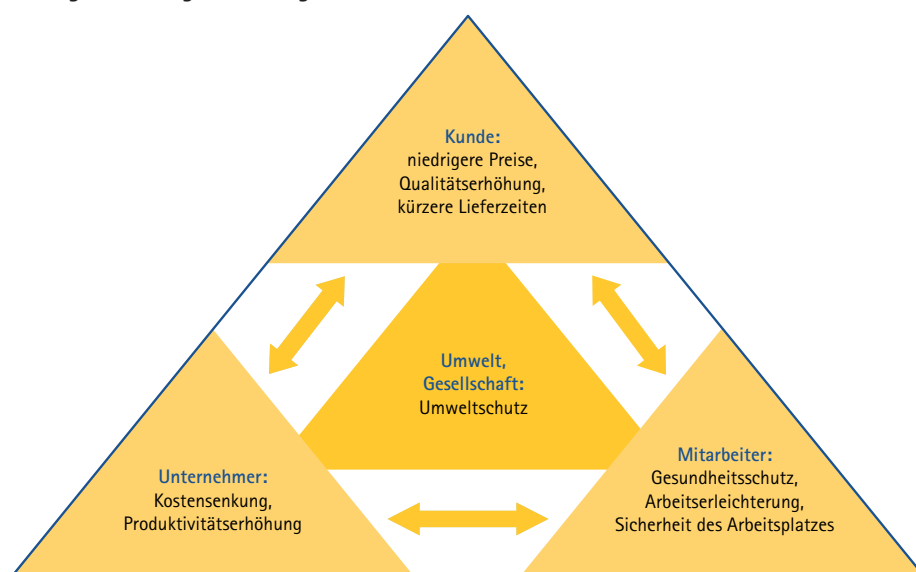 Kunde:
niedrigere Preise,
Qualitätserhöhung,
kürzere Lieferzeiten
Umwelt,
Gesellschaft:
Umweltschutz
Unternehmer:
Kostensenkung,
Produktivitätserhöhung
Mitarbeiter:
Gesundheitsschutz,
Arbeitserleichterung,
Sicherheit des Arbeitsplatzes